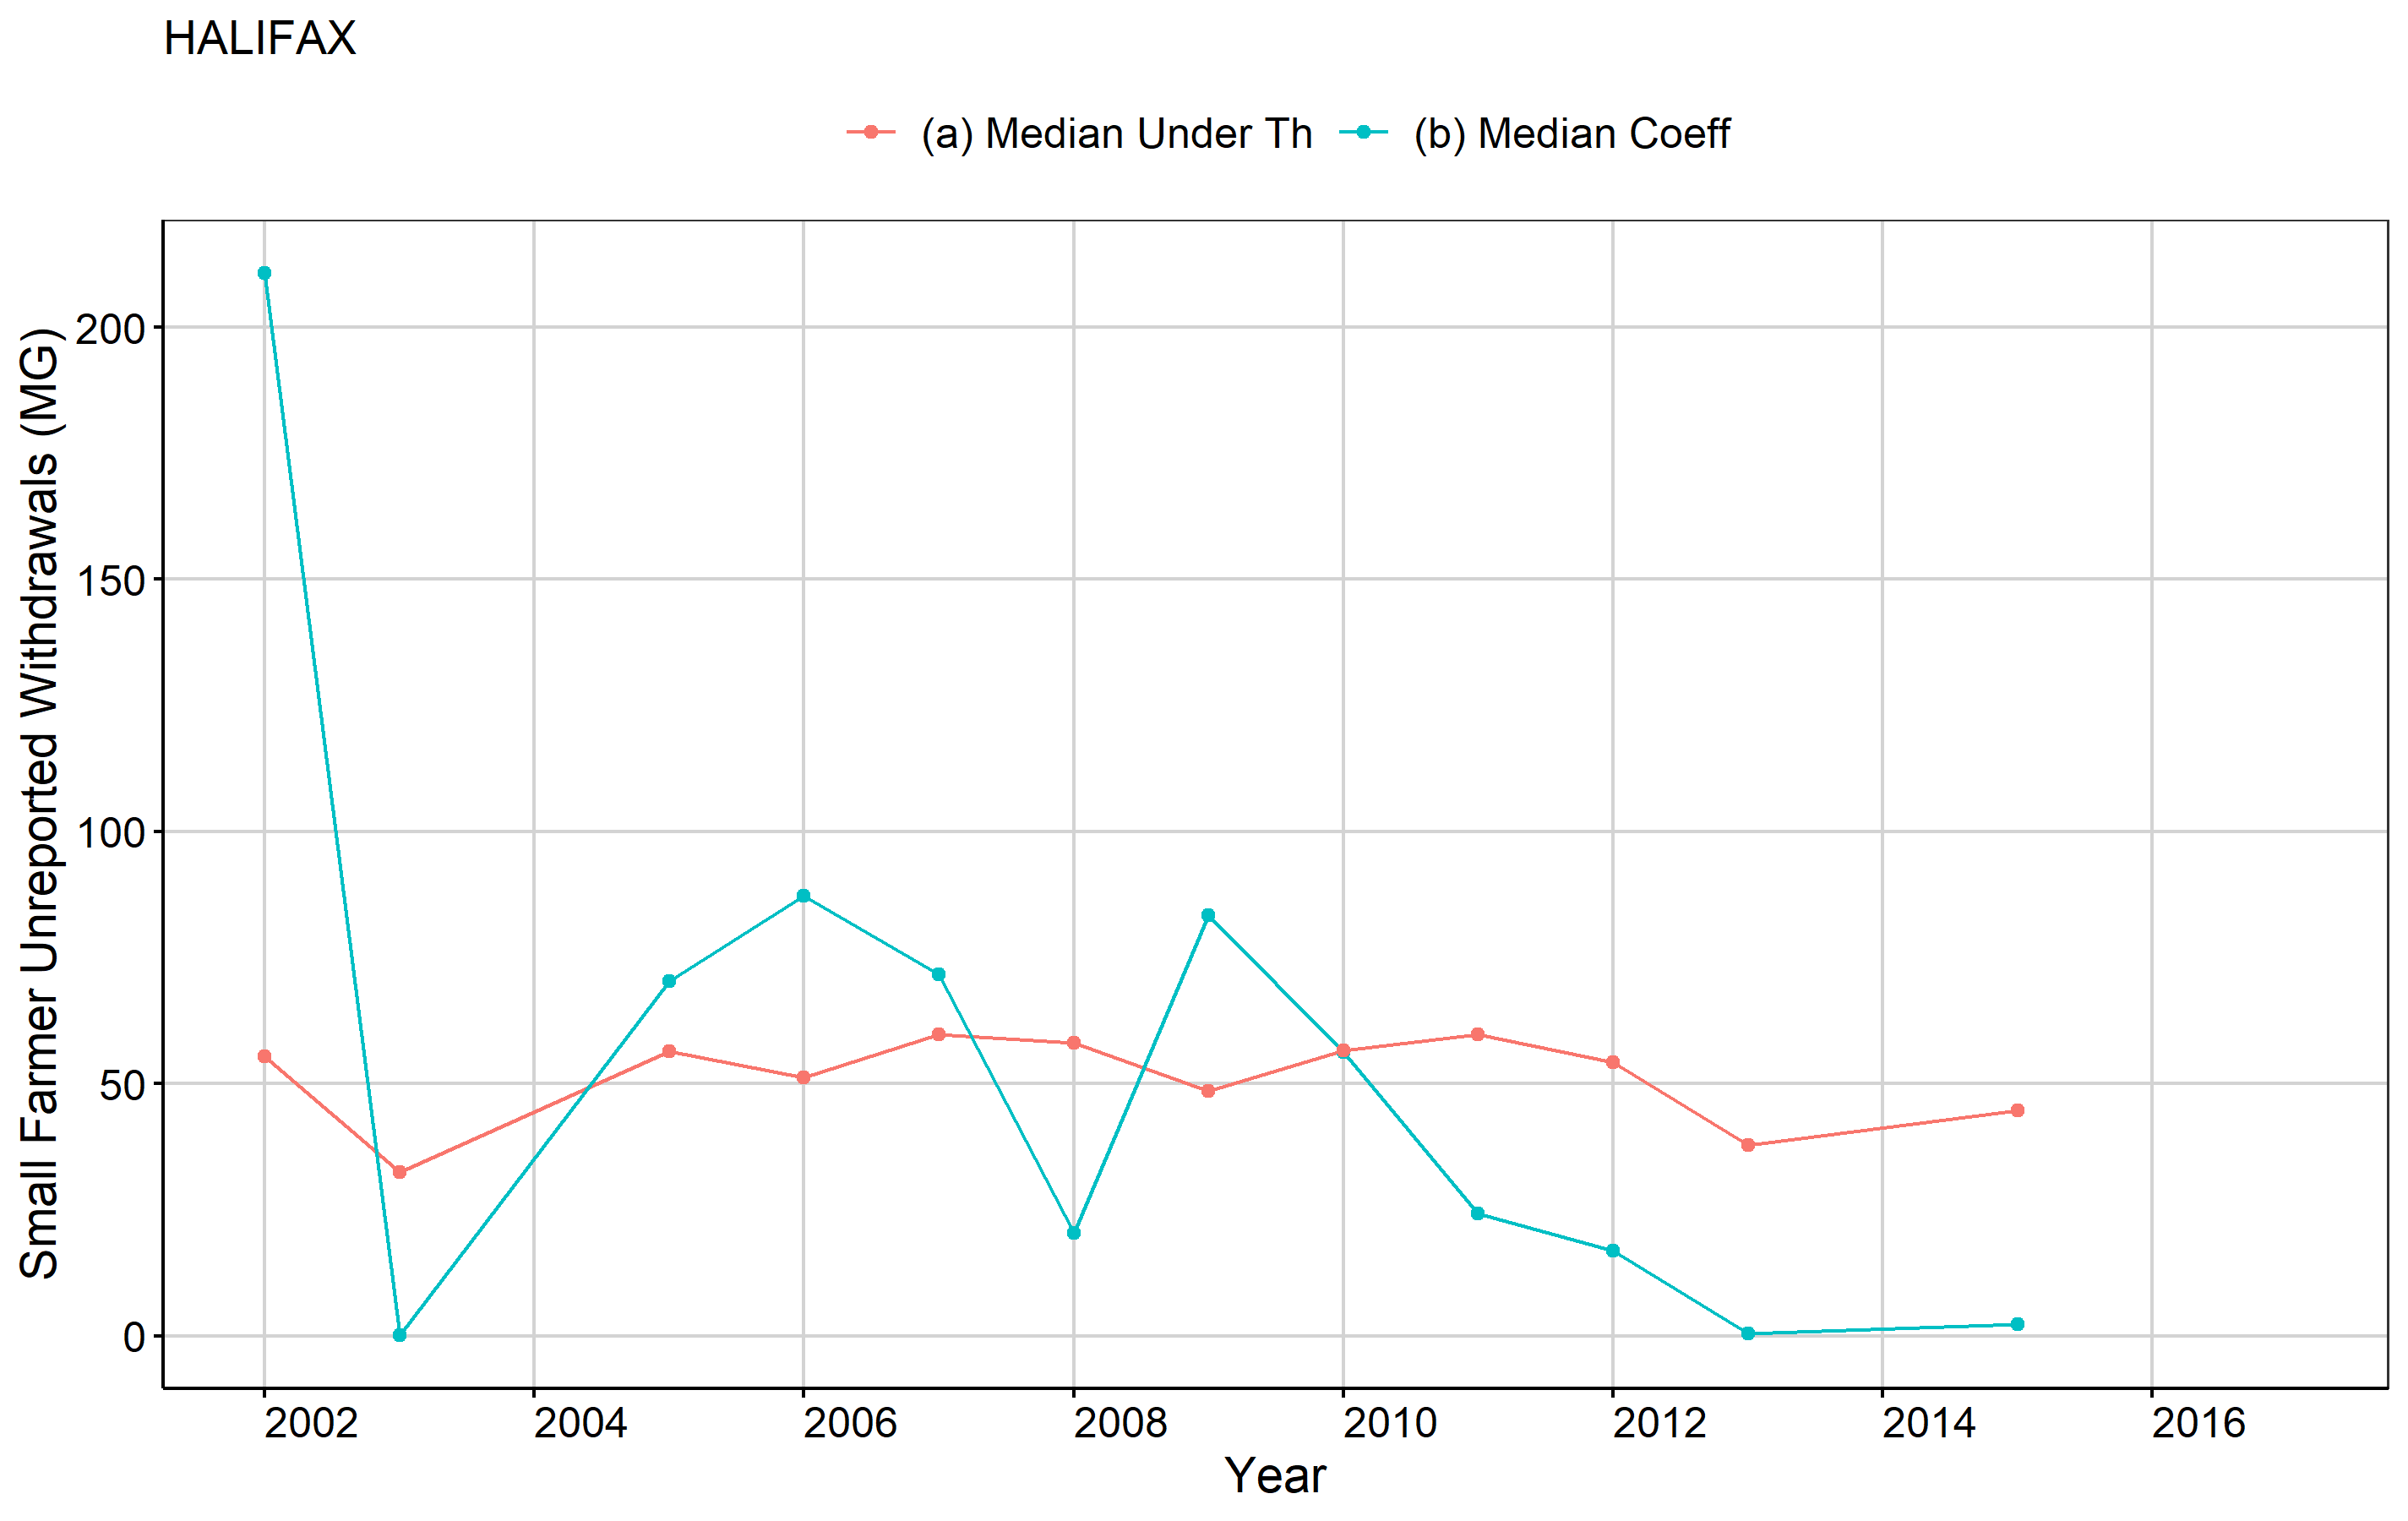 HALIFAX
(a) Median Under Th (b) Median Coeff
Small Farmer Unreported Withdrawals (MG)
200
150
100
50
0
2002 2004 2006 2008 2010 2012 2014 2016
Year